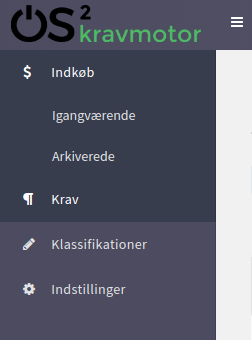 OS²
kravmotor
Indkøb
Igangværende
Arkiverede
Krav
Klassifikationer
Indstillinger